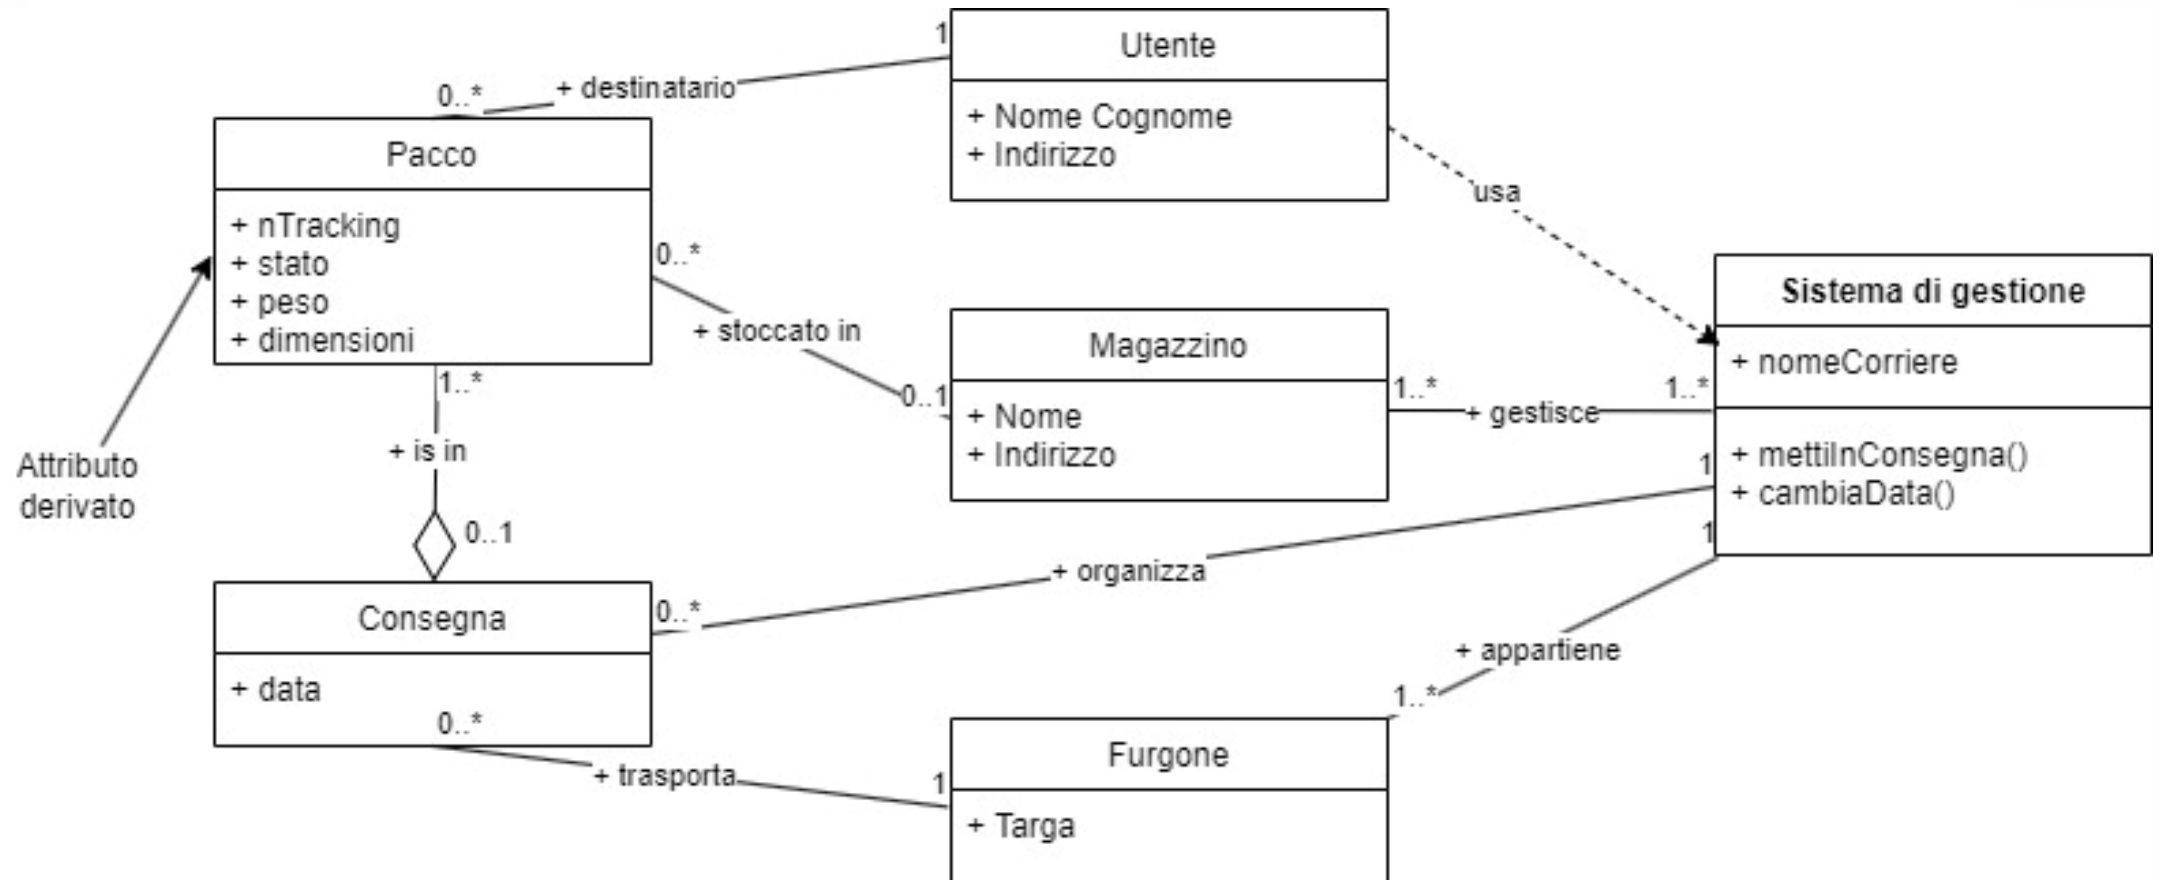 1
Utente
+ destinatario
0..*
+ Nome Cognome
+ Indirizzo
Pacco
usa
+ nTracking
+ stato
+ peso
+ dimensioni
0..*
Sistema di gestione
+ stoccato in
Magazzino
+ nomeCorriere
1..*
0..1
1..*
1..*
+ gestisce
+ Nome
+ Indirizzo
+ is in
+ mettiInConsegna()
+ cambiaData()
1
Attributo
derivato
0..1
1
+ organizza
0..*
Consegna
+ appartiene
+ data
1..*
0..*
Furgone
+ trasporta
1
+ Targa